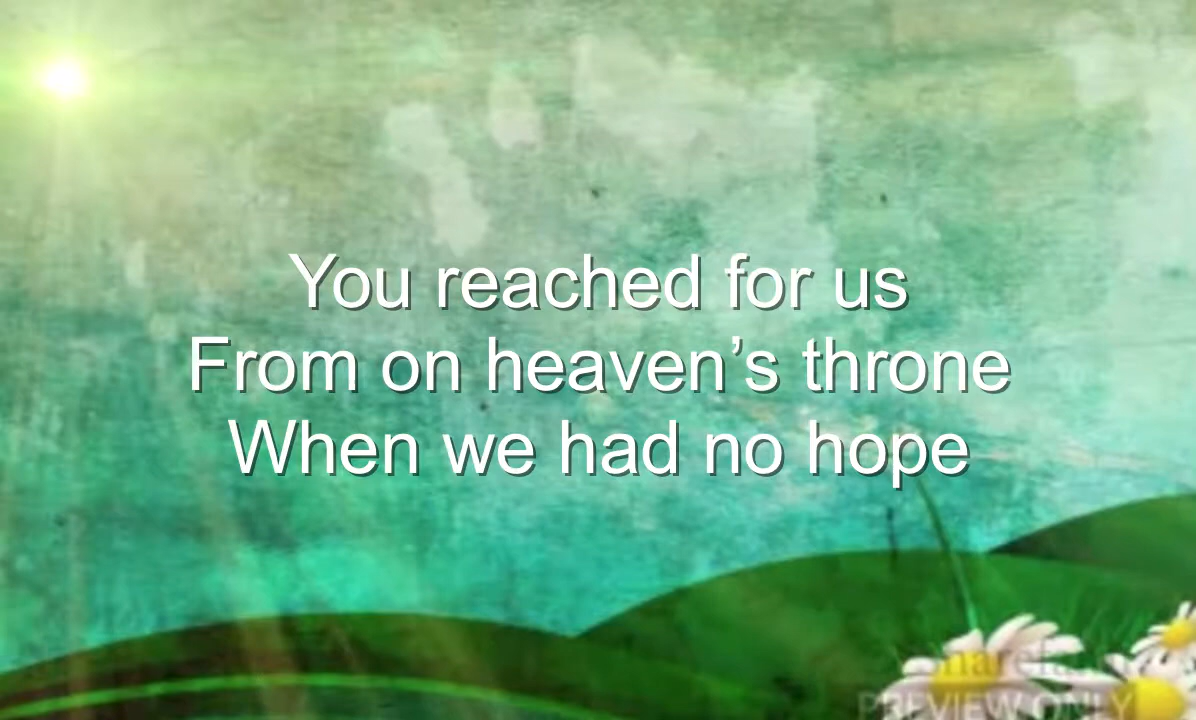 You reached for us
From on heaven’s throne
When we had no hope
PREVIEW ONLY